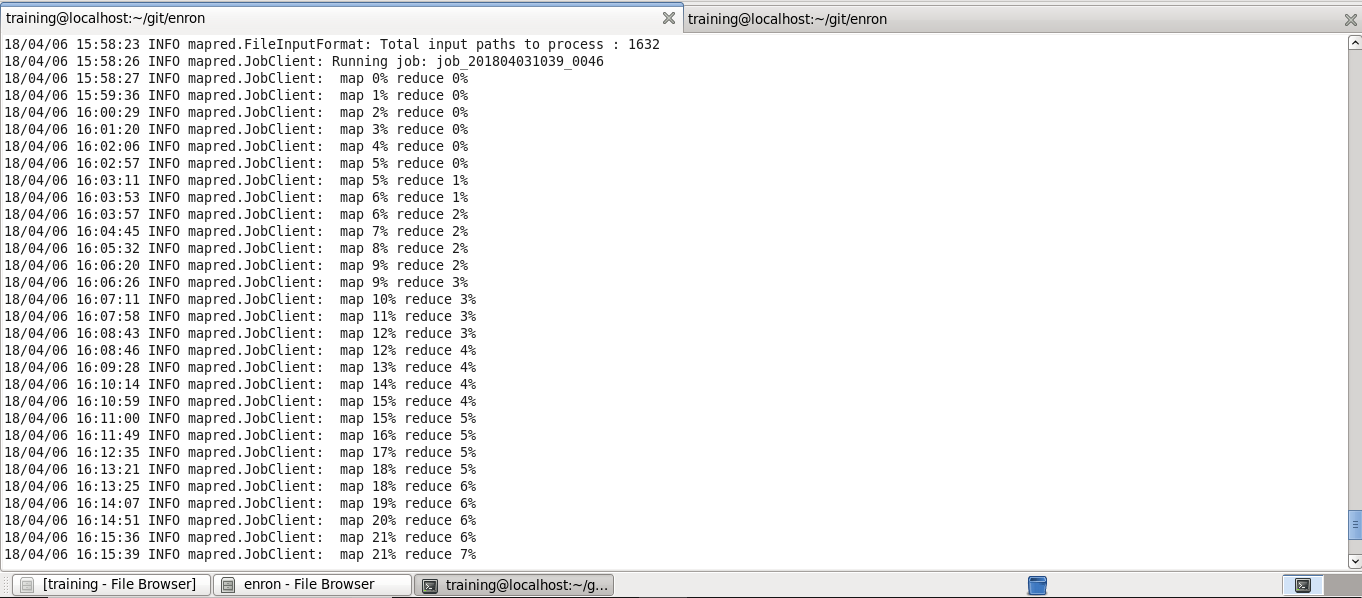 training@localhost:~/git/enron
training@localhost:~/git/enron
18/04/06 15:58:23 INFO mapred.FileInputFormat: Total input paths to process : 1632
18/04/06 15:58:26 INFO mapred.JobClient: Running job: job_201804031039_0046
18/04/06 15:58:27 INFO mapred.JobClient:  map 0% reduce 0%
18/04/06 15:59:36 INFO mapred.JobClient:  map 1% reduce 0%
18/04/06 16:00:29 INFO mapred.JobClient:  map 2% reduce 0%
18/04/06 16:01:20 INFO mapred.JobClient:  map 3% reduce 0%
18/04/06 16:02:06 INFO mapred.JobClient:  map 4% reduce 0%
18/04/06 16:02:57 INFO mapred.JobClient:  map 5% reduce 0%
18/04/06 16:03:11 INFO mapred.JobClient:  map 5% reduce 1%
18/04/06 16:03:53 INFO mapred.JobClient:  map 6% reduce 1%
18/04/06 16:03:57 INFO mapred.JobClient:  map 6% reduce 2%
18/04/06 16:04:45 INFO mapred.JobClient:  map 7% reduce 2%
18/04/06 16:05:32 INFO mapred.JobClient:  map 8% reduce 2%
18/04/06 16:06:20 INFO mapred.JobClient:  map 9% reduce 2%
18/04/06 16:06:26 INFO mapred.JobClient:  map 9% reduce 3%
18/04/06 16:07:11 INFO mapred.JobClient:  map 10% reduce 3%
18/04/06 16:07:58 INFO mapred.JobClient:  map 11% reduce 3%
18/04/06 16:08:43 INFO mapred.JobClient:  map 12% reduce 3%
18/04/06 16:08:46 INFO mapred.JobClient:  map 12% reduce 4%
18/04/06 16:09:28 INFO mapred.JobClient:  map 13% reduce 4%
18/04/06 16:10:14 INFO mapred.JobClient:  map 14% reduce 4%
18/04/06 16:10:59 INFO mapred.JobClient:  map 15% reduce 4%
18/04/06 16:11:00 INFO mapred.JobClient:  map 15% reduce 5%
18/04/06 16:11:49 INFO mapred.JobClient:  map 16% reduce 5%
18/04/06 16:12:35 INFO mapred.JobClient:  map 17% reduce 5%
18/04/06 16:13:21 INFO mapred.JobClient:  map 18% reduce 5%
18/04/06 16:13:25 INFO mapred.JobClient:  map 18% reduce 6%
18/04/06 16:14:07 INFO mapred.JobClient:  map 19% reduce 6%
18/04/06 16:14:51 INFO mapred.JobClient:  map 20% reduce 6%
18/04/06 16:15:36 INFO mapred.JobClient:  map 21% reduce 6%
18/04/06 16:15:39 INFO mapred.JobClient:  map 21% reduce 7%
[training - File Browser]
enron - File Browser
training@localhost:~/g...